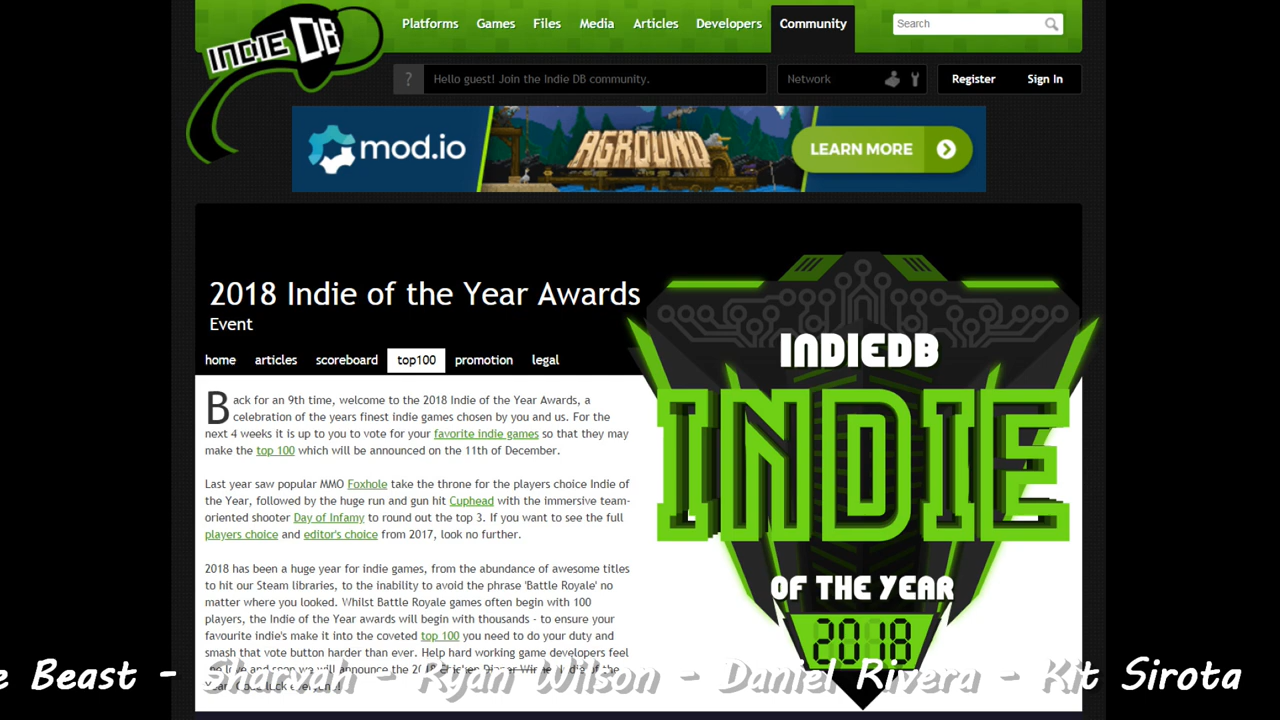 INDIE DB
Platforms Games Files Media Articles Developers Community
Search
? Hello guest! Join the Indie DB community.
Network
Register Sign In
mod.io
AGROUND
LEARN MORE
2018 Indie of the Year Awards
Event
home articles scoreboard top100 promotion legal
Back for an 9th time, welcome to the 2018 Indie of the Year Awards, a
celebration of the years finest indie games chosen by you and us. For the
next 4 weeks it is up to you to vote for your favorite indie games so that they may
make the top 100 which will be announced on the 11th of December.
Last year saw popular MMO Foxhole take the throne for the players choice Indie of
the Year, followed by the huge run and gun hit Cuphead with the immersive team-
oriented shooter Day of Infamy to round out the top 3. If you want to see the full
players choice and editor's choice from 2017, look no further.
2018 has been a huge year for indie games, from the abundance of awesome titles
to hit our Steam libraries, to the inability to avoid the phrase 'Battle Royale' no
matter where you looked. Whilst Battle Royale games often begin with 100
players, the Indie of the Year awards will begin with thousands - to ensure your
favourite indie's make it into the coveted top 100 you need to do your duty and
smash that vote button harder than ever. Help hard working game developers feel
INDIEDB
INDIE
OF THE YEAR
2018
e Beast - Sharvah - Ryan Wilson - Daniel Rivera - Kit Sirota